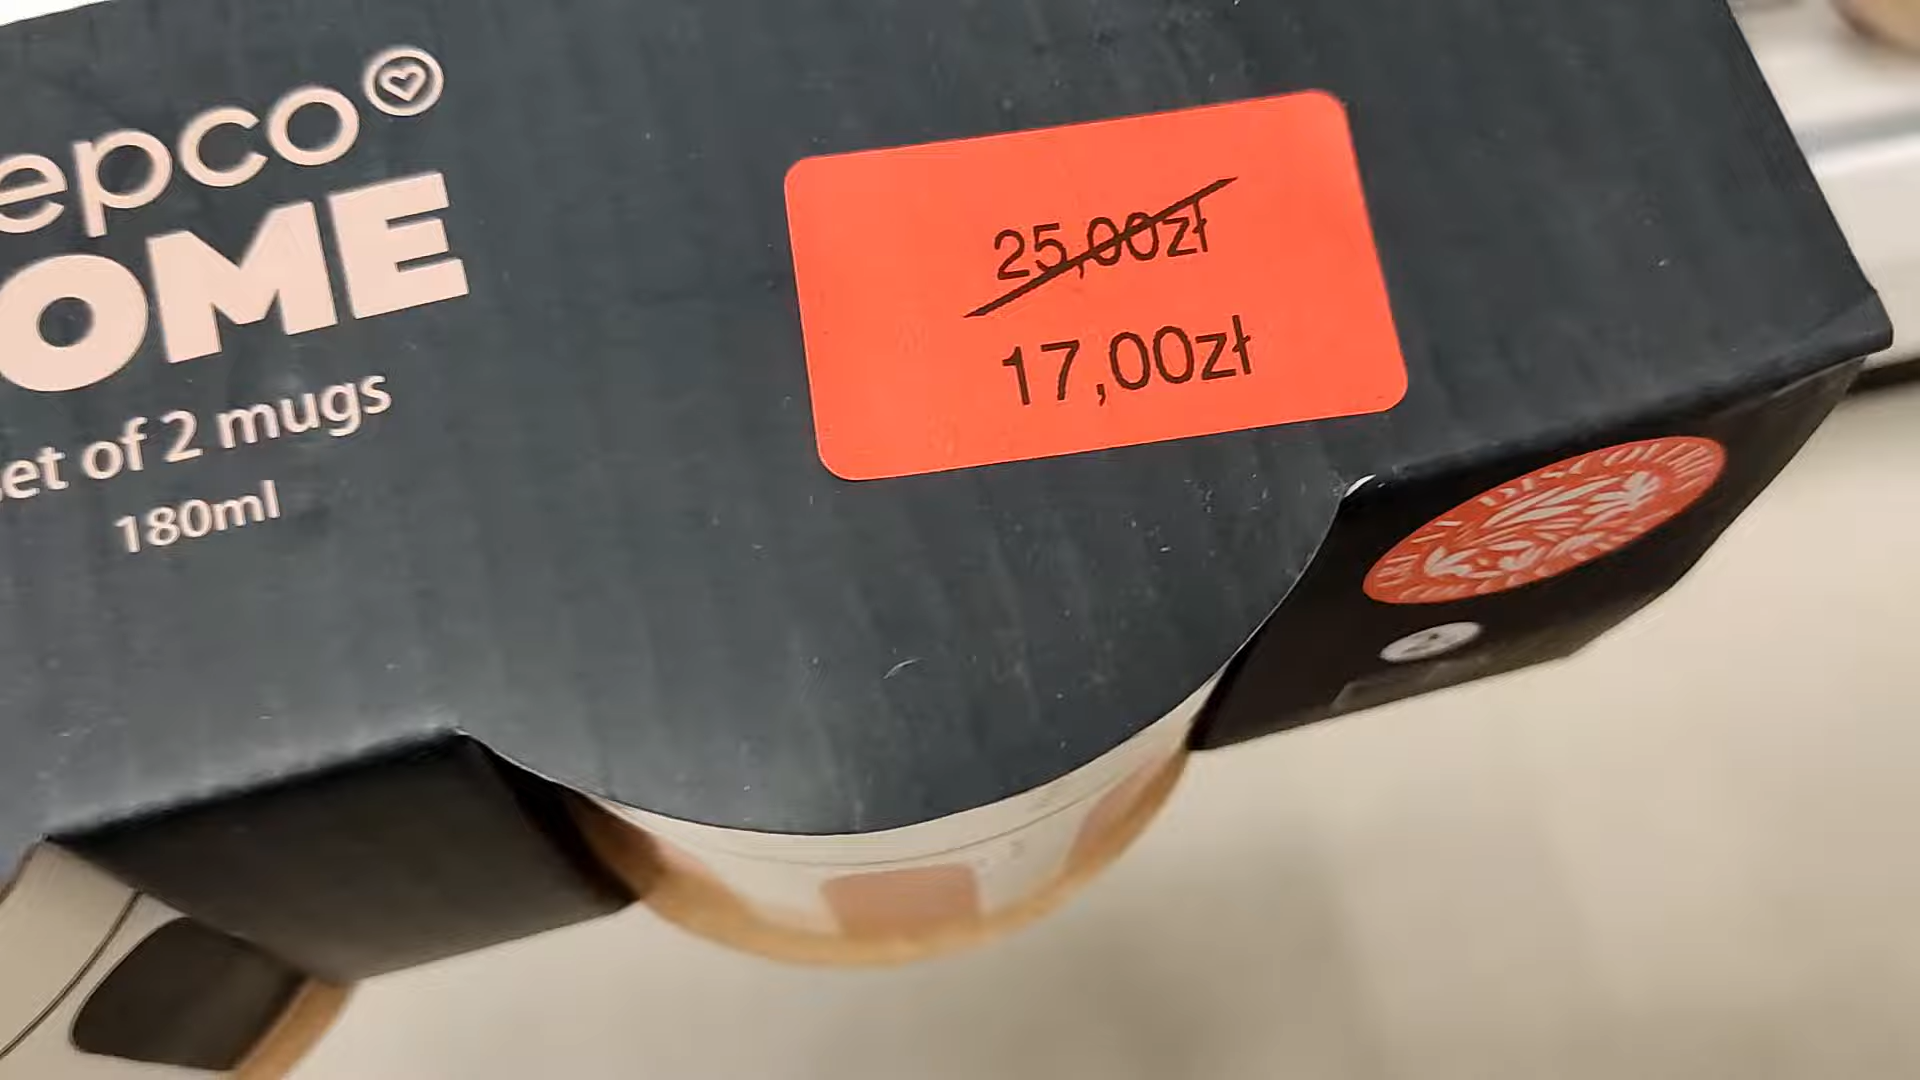 epco
OME
et of 2 mugs
180ml
25,00zł
17,00zł